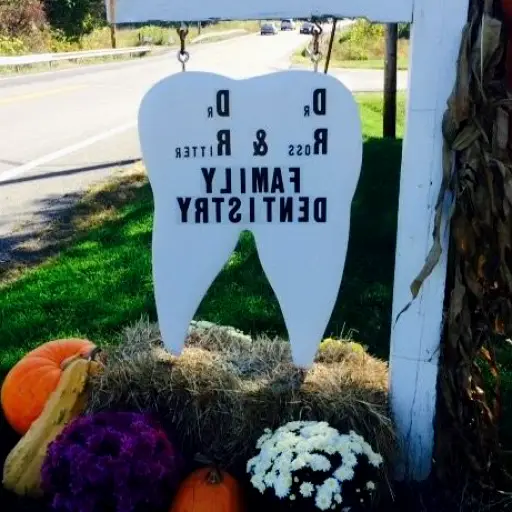 DR DR
ROSS & RITTER
FAMILY
DENTISTRY